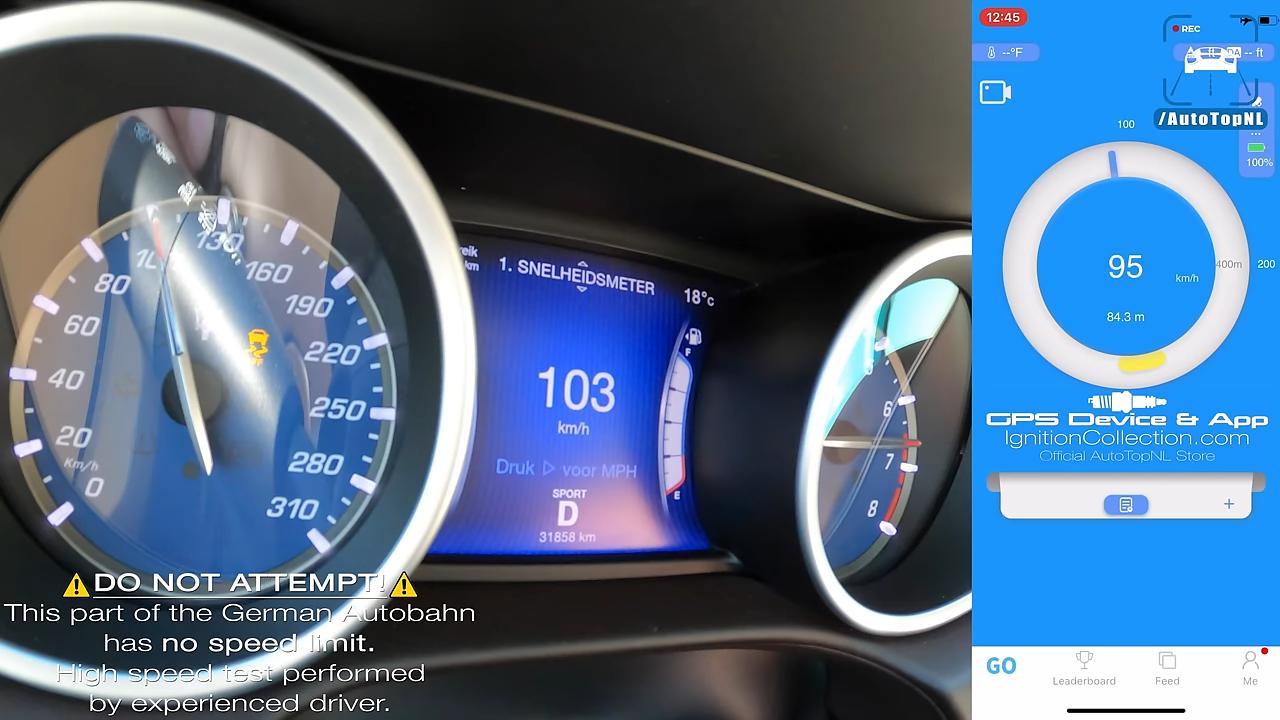 80
60
40
20
Km/h
0
130
160
190
220
250
280
310
km
1. SNELHEIDSMETER
18°c
F
103
km/h
Druk ▷ voor MPH
SPORT
D
31858 km
E
6
7
8
⚠DO NOT ATTEMPT!⚠
This part of the German Autobahn
has no speed limit.
High speed test performed
by experienced driver.
12:45
REC
--°F
DA -- ft
/AutoTopNL
100
100%
95
km/h
400m
200
84.3 m
GPS Device & App
IgnitionCollection.com
Official AutoTopNL Store
+
GO
Leaderboard
Feed
Me